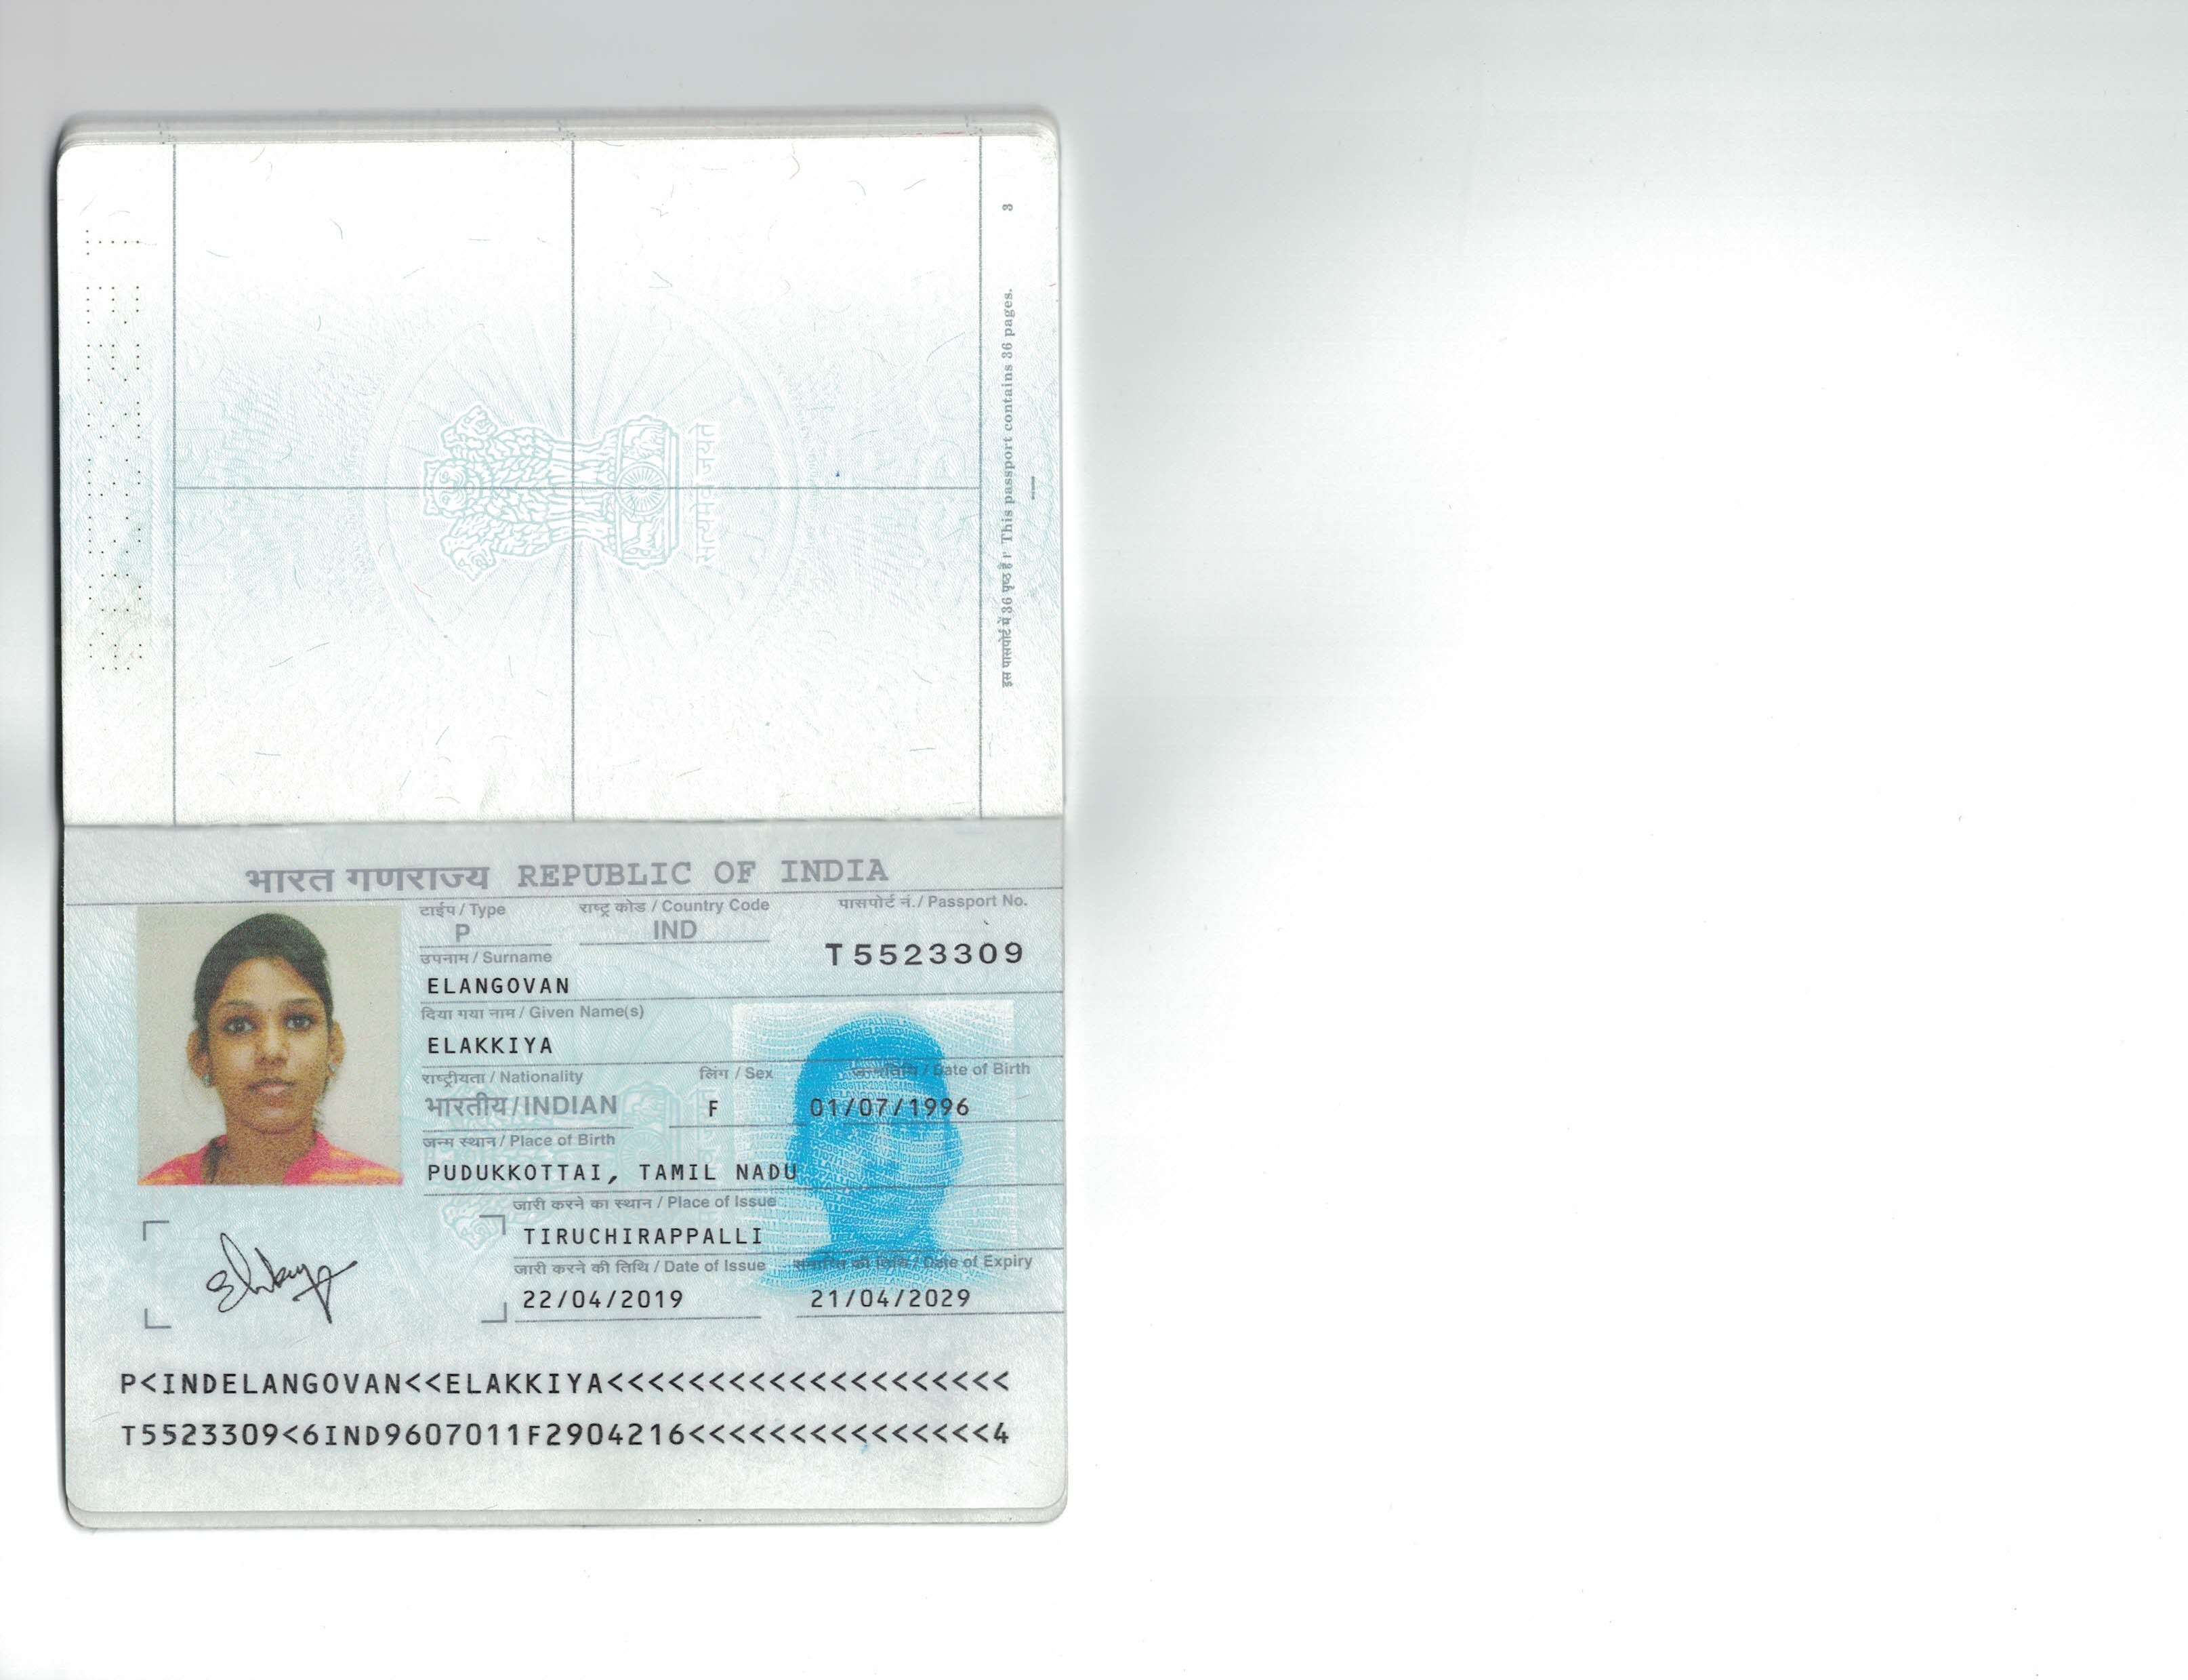 3
इस पासपोर्ट में 36 पृष्ठ है। This passport contains 36 pages.
सत्यमेव जयते
भारत गणराज्य REPUBLIC OF INDIA
टाईप / Type राष्ट्र कोड / Country Code पासपोर्ट नं. / Passport No.
P IND T5523309
उपनाम / Surname
ELANGOVAN
दिया गया नाम / Given Name(s)
ELAKKIYA
राष्ट्रीयता / Nationality लिंग / Sex जन्मतिथि / Date of Birth
भारतीय / INDIAN F 01/07/1996
जन्म स्थान / Place of Birth
PUDUKKOTTAI, TAMIL NADU
जारी करने का स्थान / Place of Issue
TIRUCHIRAPPALLI
जारी करने की तिथि / Date of Issue समाप्ति की तिथि / Date of Expiry
22/04/2019 21/04/2029
P<INDELANGOVAN<<ELAKKIYA<<<<<<<<<<<<<<<<<<<<
T5523309<6IND9607011F2904216<<<<<<<<<<<<<<<4